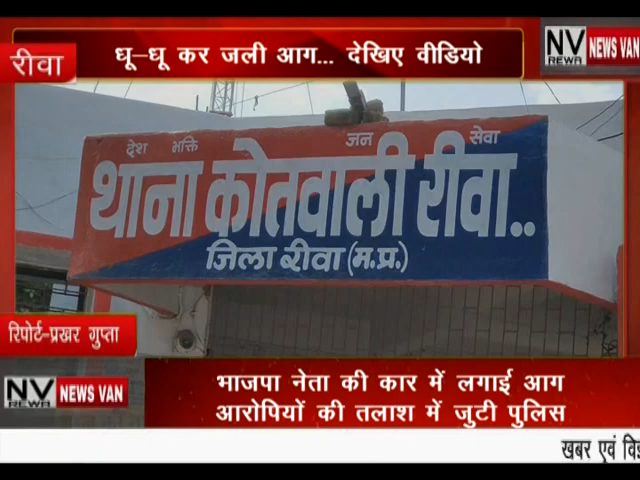 रीवा
धू-धू कर जली आग... देखिए वीडियो
NV
REWA
NEWS VAN
देश भक्ति जन सेवा
थाना कोतवाली रीवा..
जिला रीवा (म.प्र.)
रिपोर्ट-प्रखर गुप्ता
NV
REWA
NEWS VAN
भाजपा नेता की कार में लगाई आग
आरोपियों की तलाश में जुटी पुलिस
खबर एवं